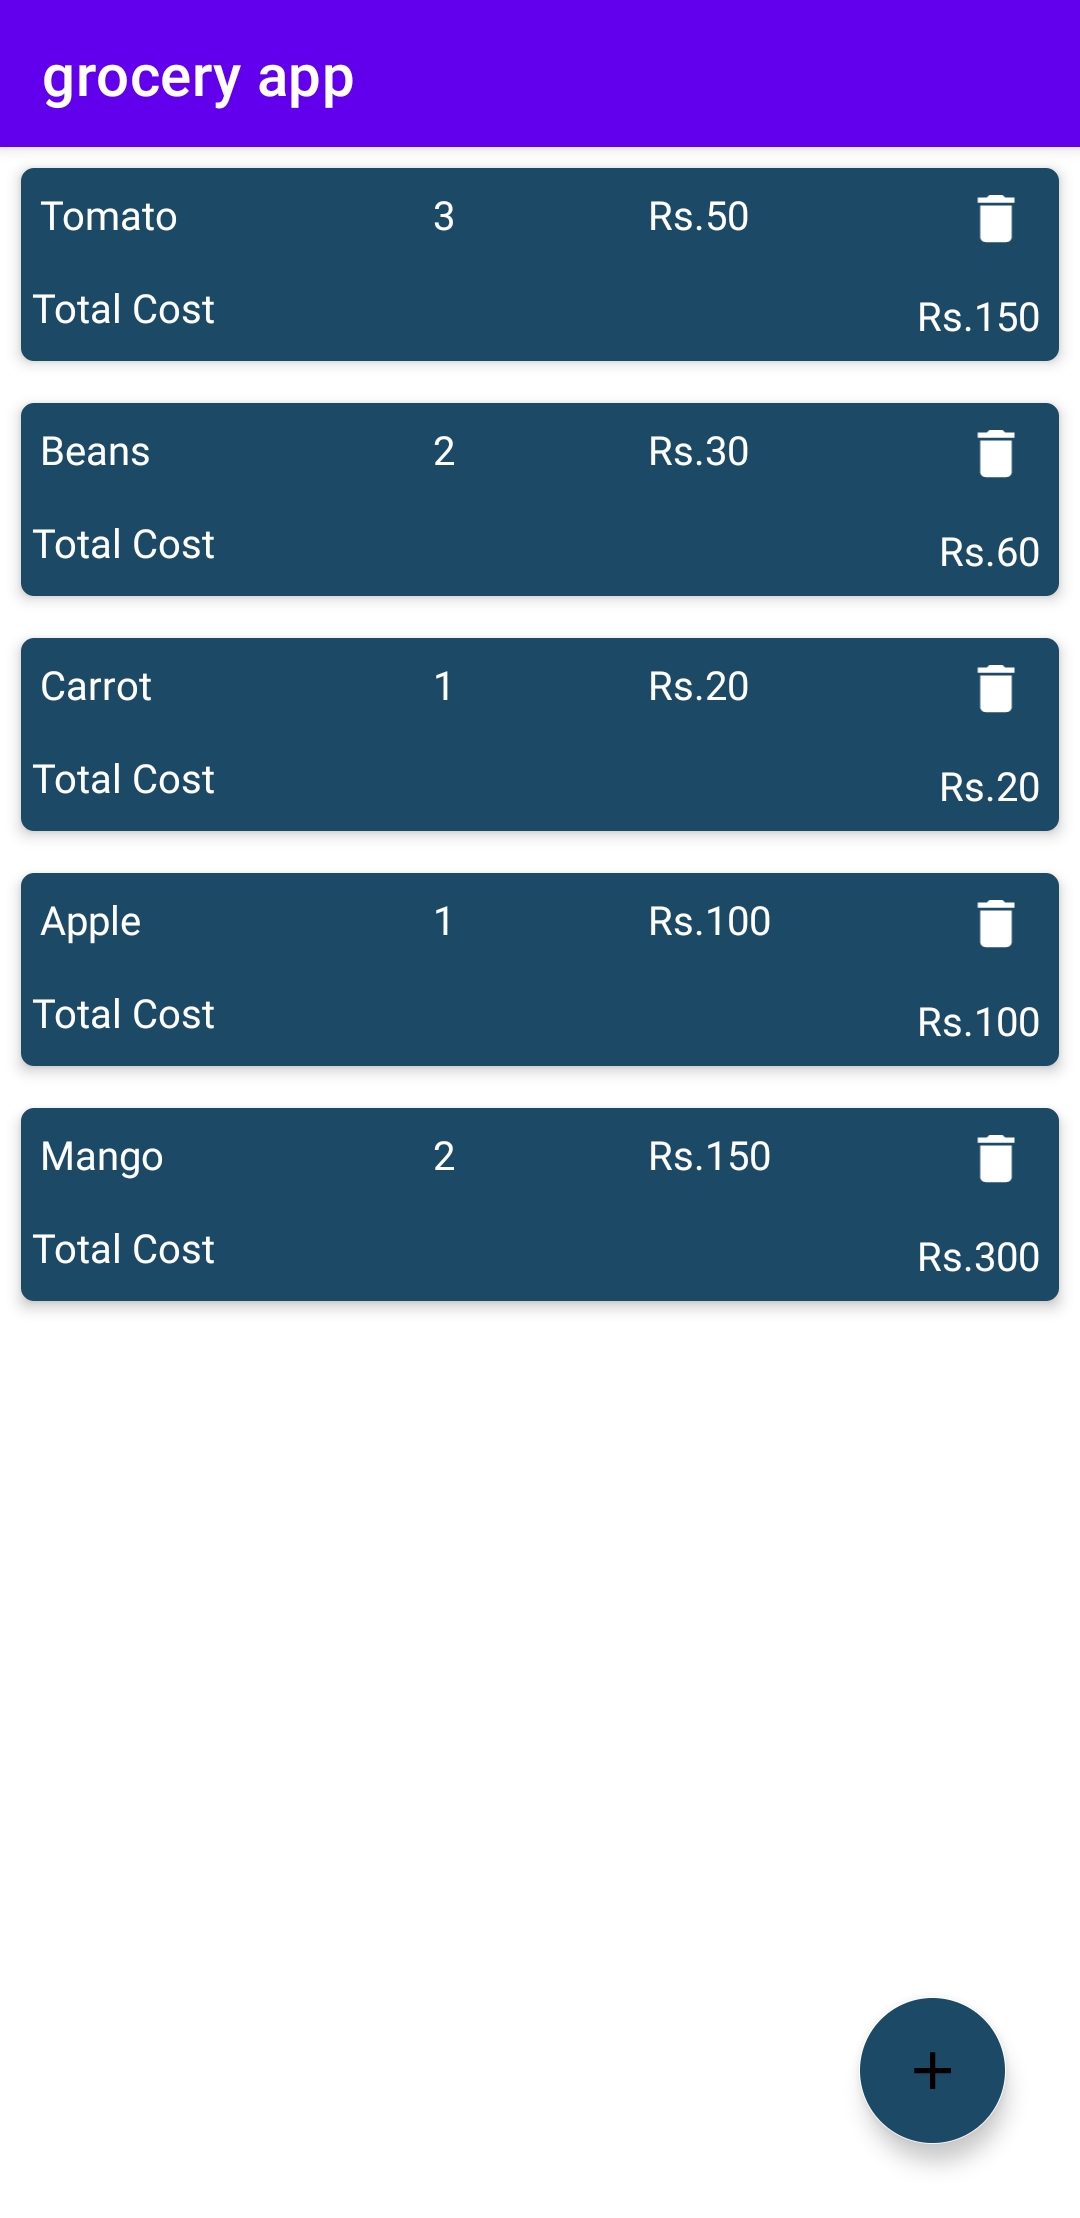 grocery app
Tomato 3 Rs.50
Total Cost Rs.150
Beans 2 Rs.30
Total Cost Rs.60
Carrot 1 Rs.20
Total Cost Rs.20
Apple 1 Rs.100
Total Cost Rs.100
Mango 2 Rs.150
Total Cost Rs.300